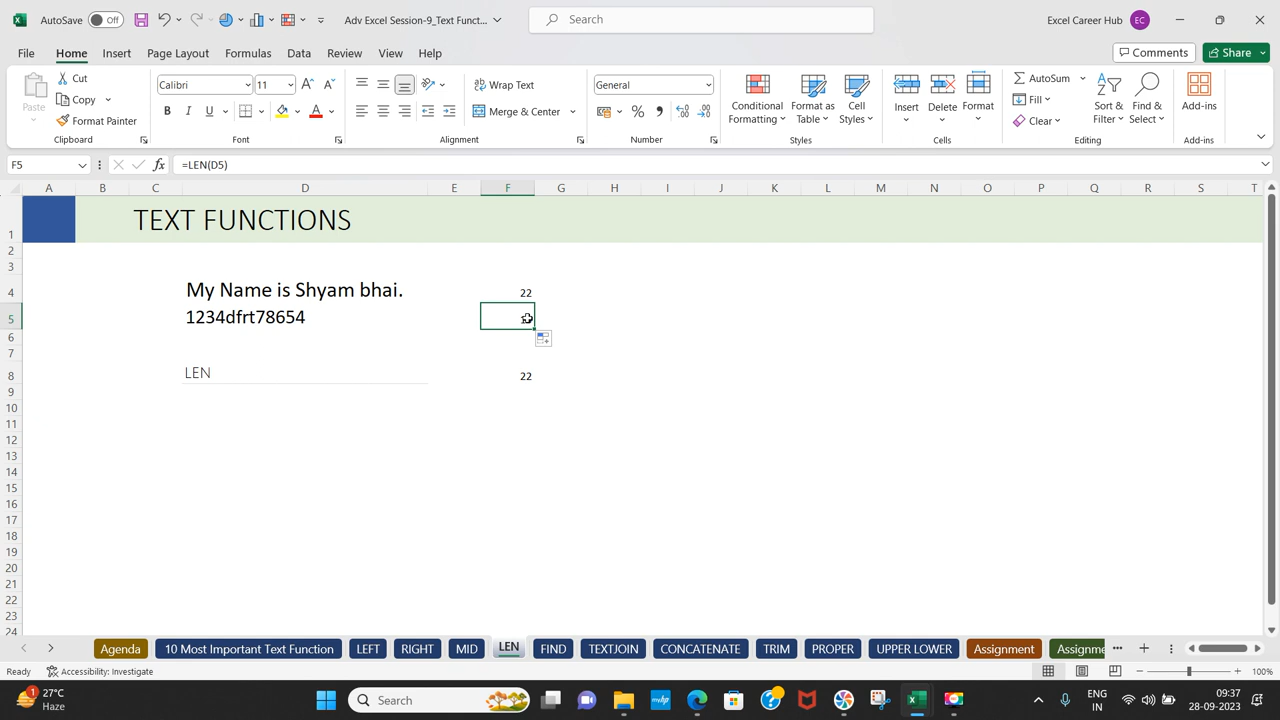 AutoSave Off Adv Excel Session-9_Text Funct... Search Excel Career Hub EC
File Home Insert Page Layout Formulas Data Review View Help Comments Share
Paste Cut Copy Format Painter Clipboard
Calibri 11 B I U A Font
Wrap Text Merge & Center Alignment
General % , Number
Conditional Formatting Format as Table Cell Styles Styles
Insert Delete Format Cells
AutoSum Fill Clear Sort & Filter Find & Select Editing
Add-ins Add-ins
F5 fx =LEN(D5)
A B C D E F G H I J K L M N O P Q R S T
1 TEXT FUNCTIONS
2
3
4 My Name is Shyam bhai. 22
5 1234dfrt78654
6
7
8 LEN 22
9
10
11
12
13
14
15
16
17
18
19
20
21
22
23
24
Agenda 10 Most Important Text Function LEFT RIGHT MID LEN FIND TEXTJOIN CONCATENATE TRIM PROPER UPPER LOWER Assignment Assignme
Ready Accessibility: Investigate 100%
1 27°C Haze Search ENG IN 09:37 28-09-2023